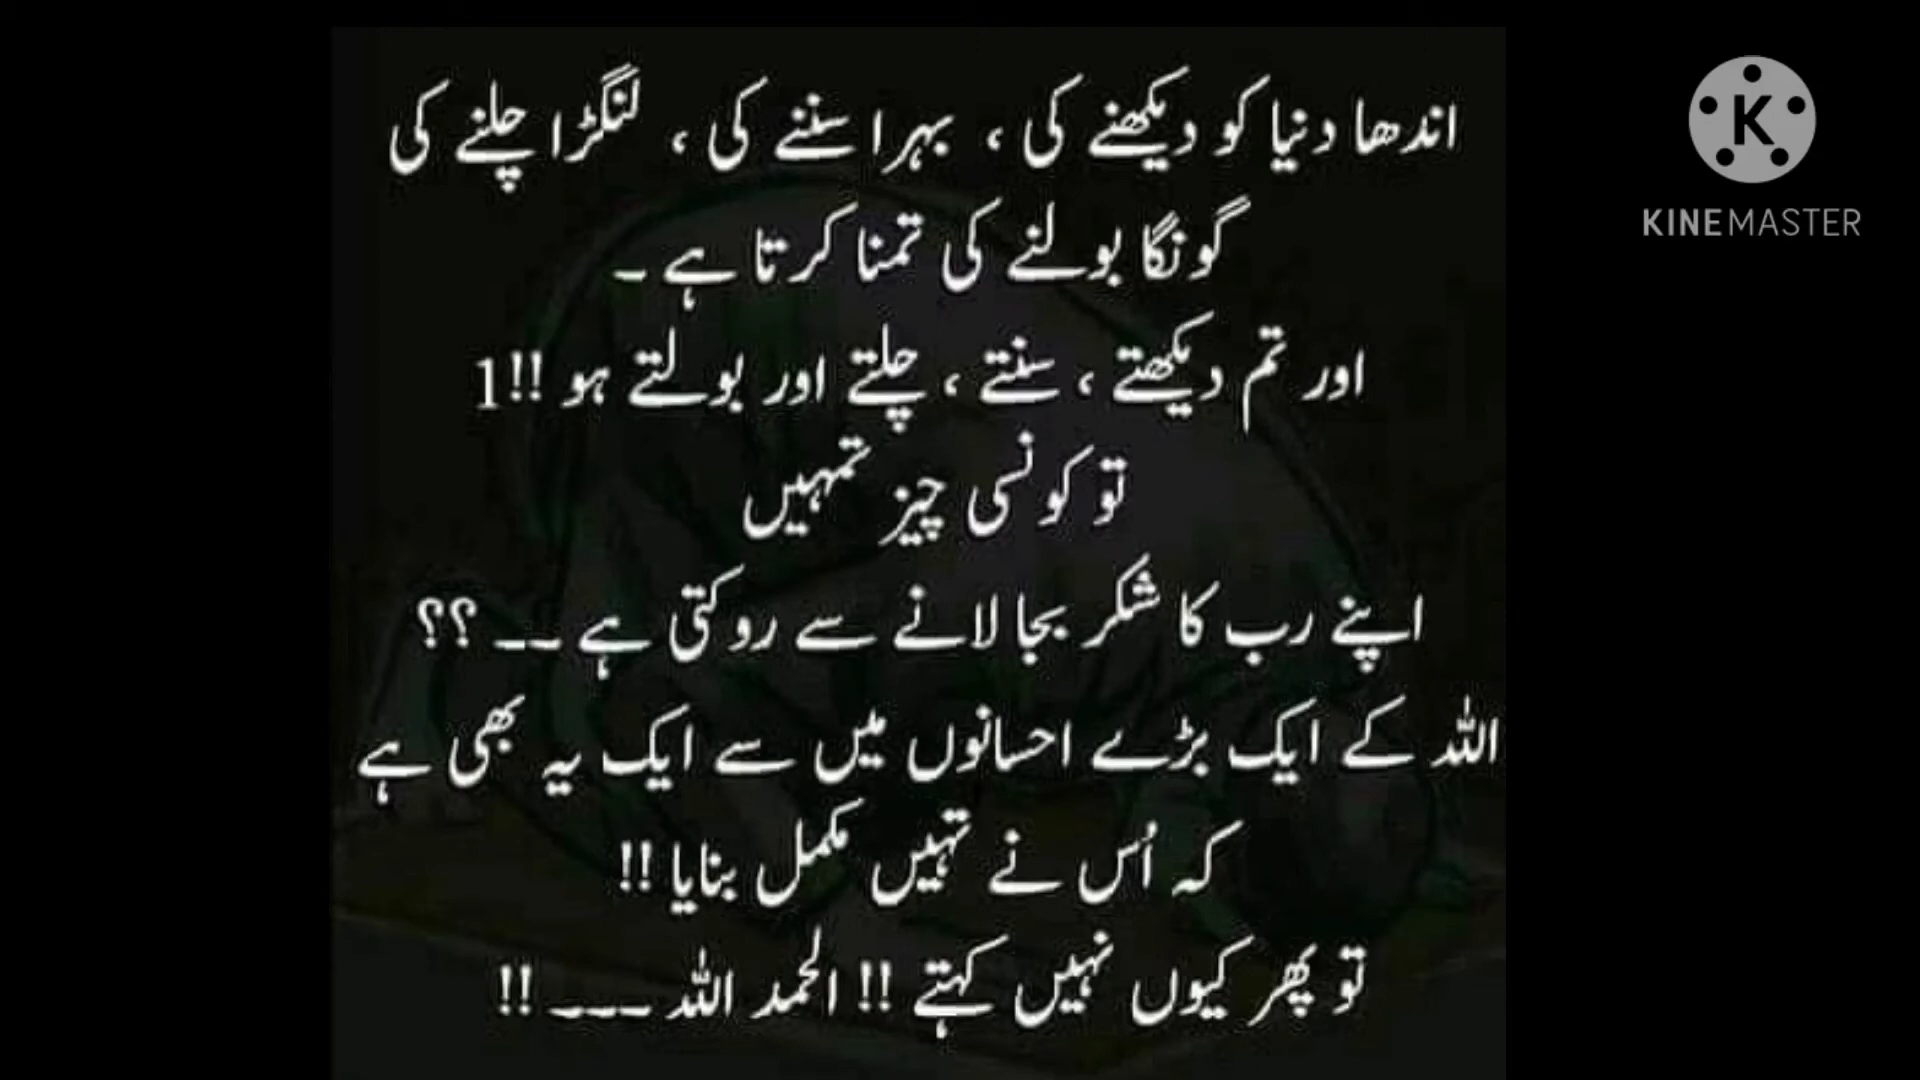 اندھا دنیا کو دیکھنے کی ، بہرا سننے کی ، لنگڑا چلنے کی
گونگا بولنے کی تمنا کرتا ہے ۔
اور تم دیکھتے ، سنتے ، چلتے اور بولتے ہو !!1
تو کونسی چیز تمہیں
اپنے رب کا شکر بجا لانے سے روکتی ہے ۔۔ ؟؟
اللہ کے ایک بڑے احسانوں میں سے ایک یہ بھی ہے
کہ اُس نے تہیں مکمل بنایا !!
تو پھر کیوں نہیں کہتے !! الحمد اللہ ۔۔۔ !!
K
KINEMASTER